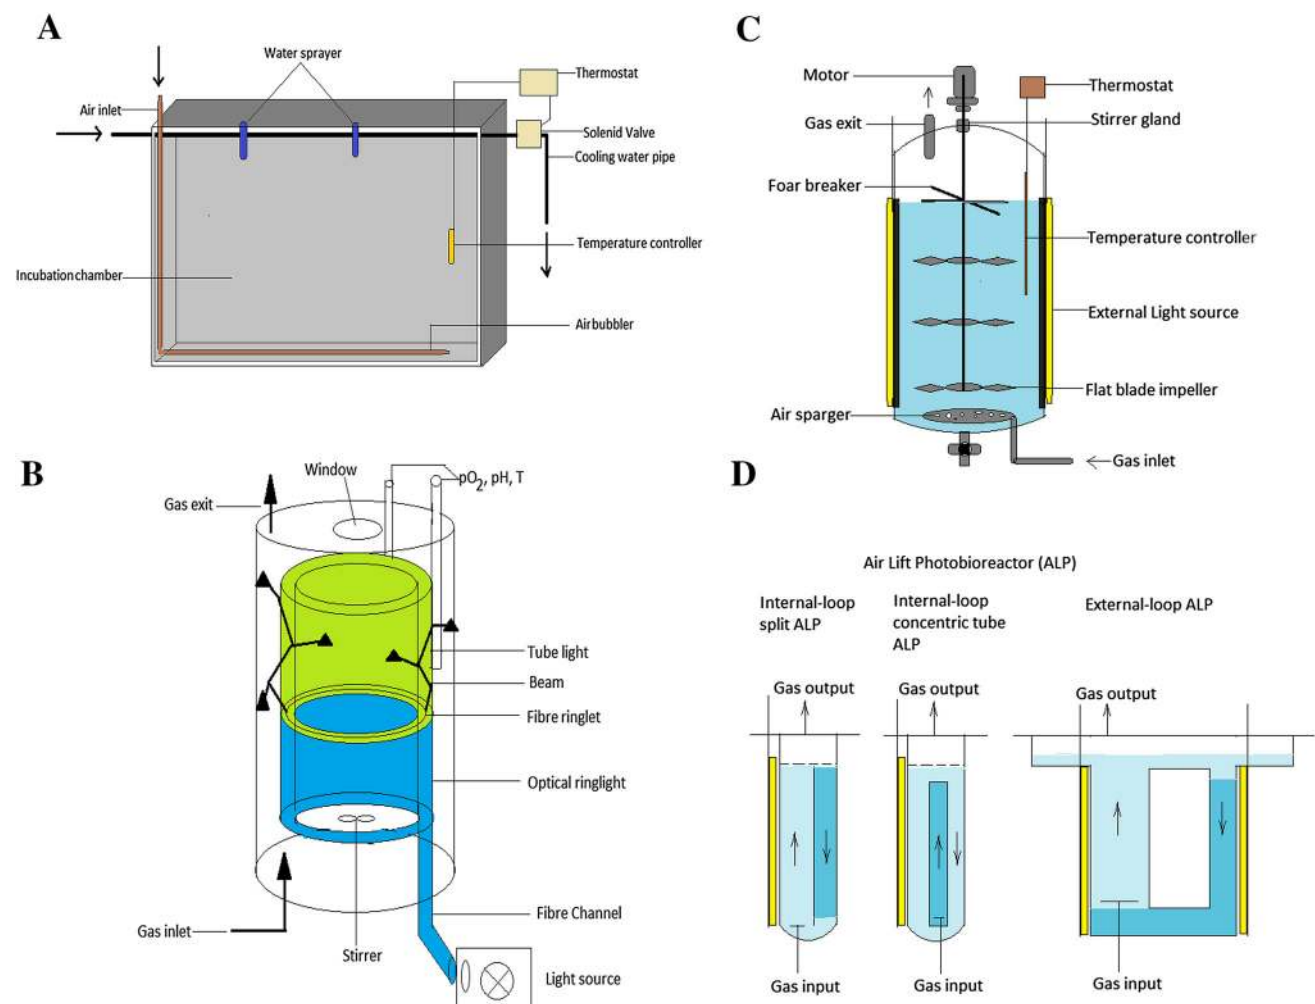 A
Water sprayer
Thermostat
Air inlet
Solenid Valve
Cooling water pipe
Temperature controller
Incubation chamber
Air bubbler
C
Motor
Thermostat
Gas exit
Stirrer gland
Foar breaker
Temperature controller
External Light source
Flat blade impeller
Air sparger
Gas inlet
B
Window
pO2, pH, T
Gas exit
Tube light
Beam
Fibre ringlet
Optical ringlight
Fibre Channel
Gas inlet
Stirrer
Light source
D
Air Lift Photobioreactor (ALP)
Internal-loop
split ALP
Internal-loop
concentric tube
ALP
External-loop ALP
Gas output
Gas output
Gas output
Gas input
Gas input
Gas input